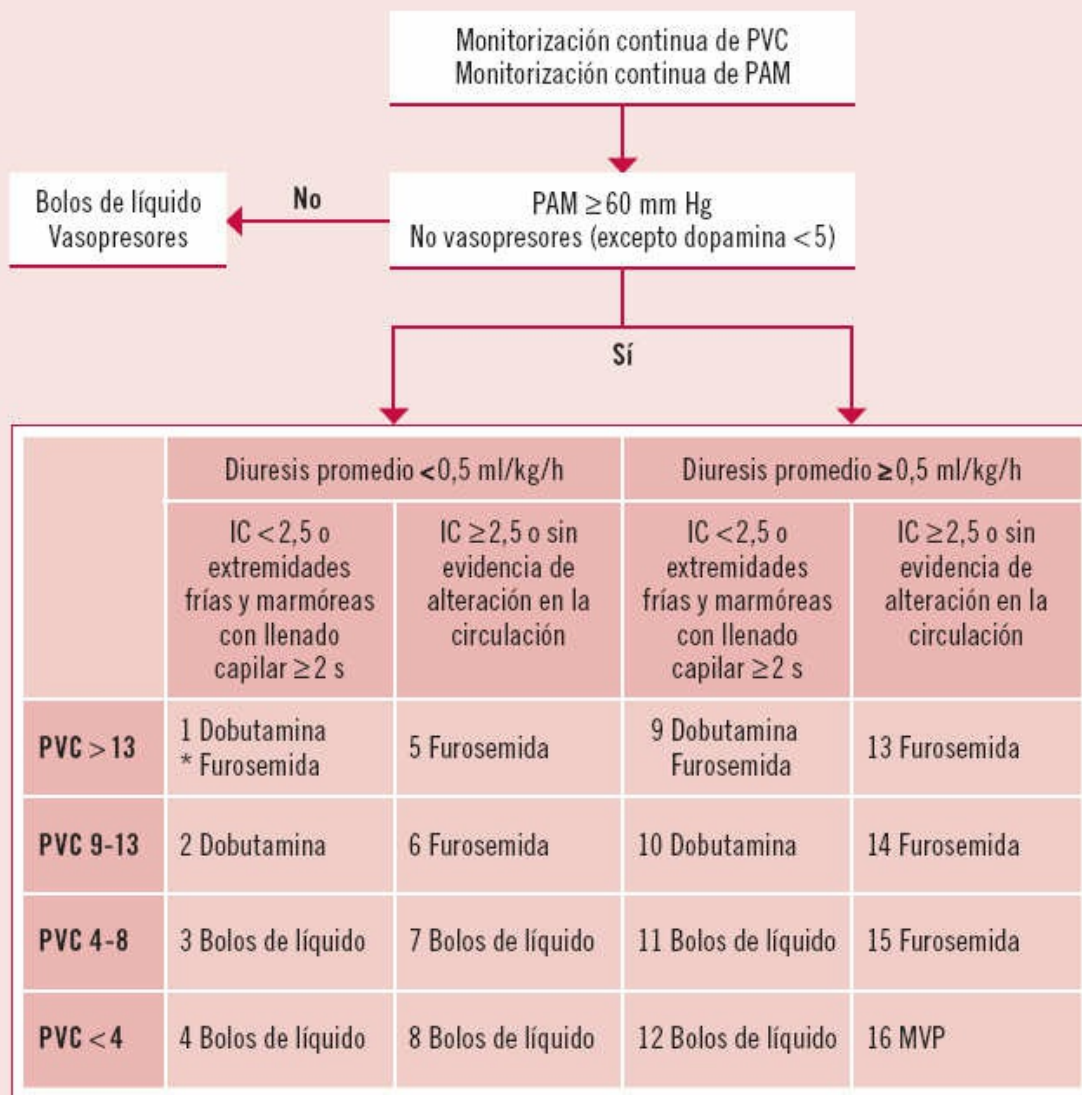 Monitorización continua de PVC
Monitorización continua de PAM
Bolos de líquido
Vasopresores
No
PAM ≥60 mm Hg
No vasopresores (excepto dopamina <5)
Sí
Diuresis promedio <0,5 ml/kg/h
Diuresis promedio ≥0,5 ml/kg/h
IC <2,5 o
extremidades
frías y marmóreas
con llenado
capilar ≥2 s
IC ≥2,5 o sin
evidencia de
alteración en la
circulación
IC <2,5 o
extremidades
frías y marmóreas
con llenado
capilar ≥2 s
IC ≥2,5 o sin
evidencia de
alteración en la
circulación
PVC >13
1 Dobutamina
* Furosemida
5 Furosemida
9 Dobutamina
Furosemida
13 Furosemida
PVC 9-13
2 Dobutamina
6 Furosemida
10 Dobutamina
14 Furosemida
PVC 4-8
3 Bolos de líquido
7 Bolos de líquido
11 Bolos de líquido
15 Furosemida
PVC <4
4 Bolos de líquido
8 Bolos de líquido
12 Bolos de líquido
16 MVP